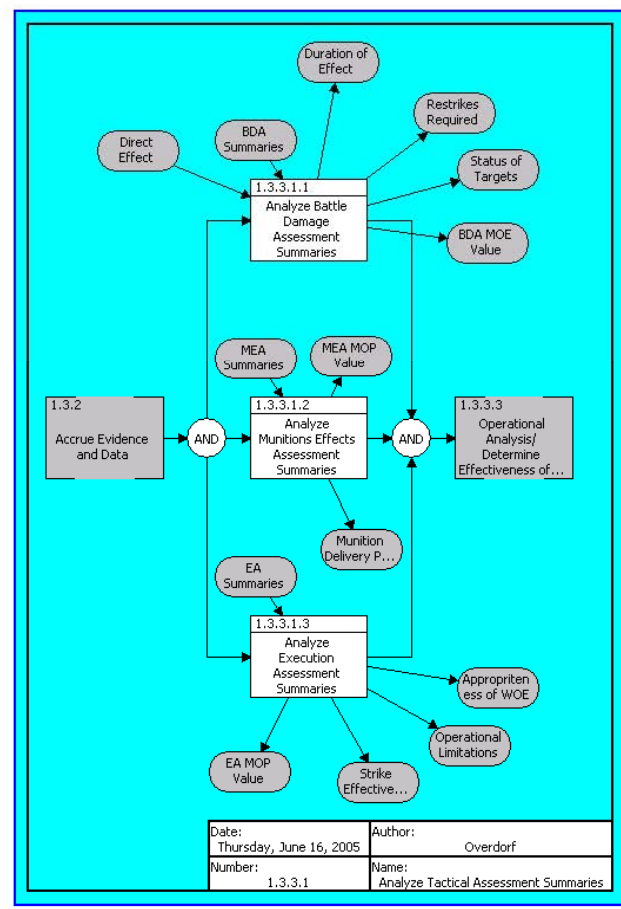 Duration of
Effect
Restrikes
Required
BDA
Summaries
Direct
Effect
Status of
Targets
1.3.3.1.1
Analyze Battle
Damage
Assessment
Summaries
BDA MOE
Value
MEA
Summaries
MEA MOP
Value
1.3.2
Accrue Evidence
and Data
AND
1.3.3.1.2
Analyze
Munitions Effects
Assessment
Summaries
AND
1.3.3.3
Operational
Analysis/
Determine
Effectiveness of...
Munition
Delivery P...
EA
Summaries
1.3.3.1.3
Analyze
Execution
Assessment
Summaries
Appropriten
ess of WOE
Operational
Limitations
EA MOP
Value
Strike
Effective...
Date:
Thursday, June 16, 2005
Author:
Overdorf
Number:
1.3.3.1
Name:
Analyze Tactical Assessment Summaries